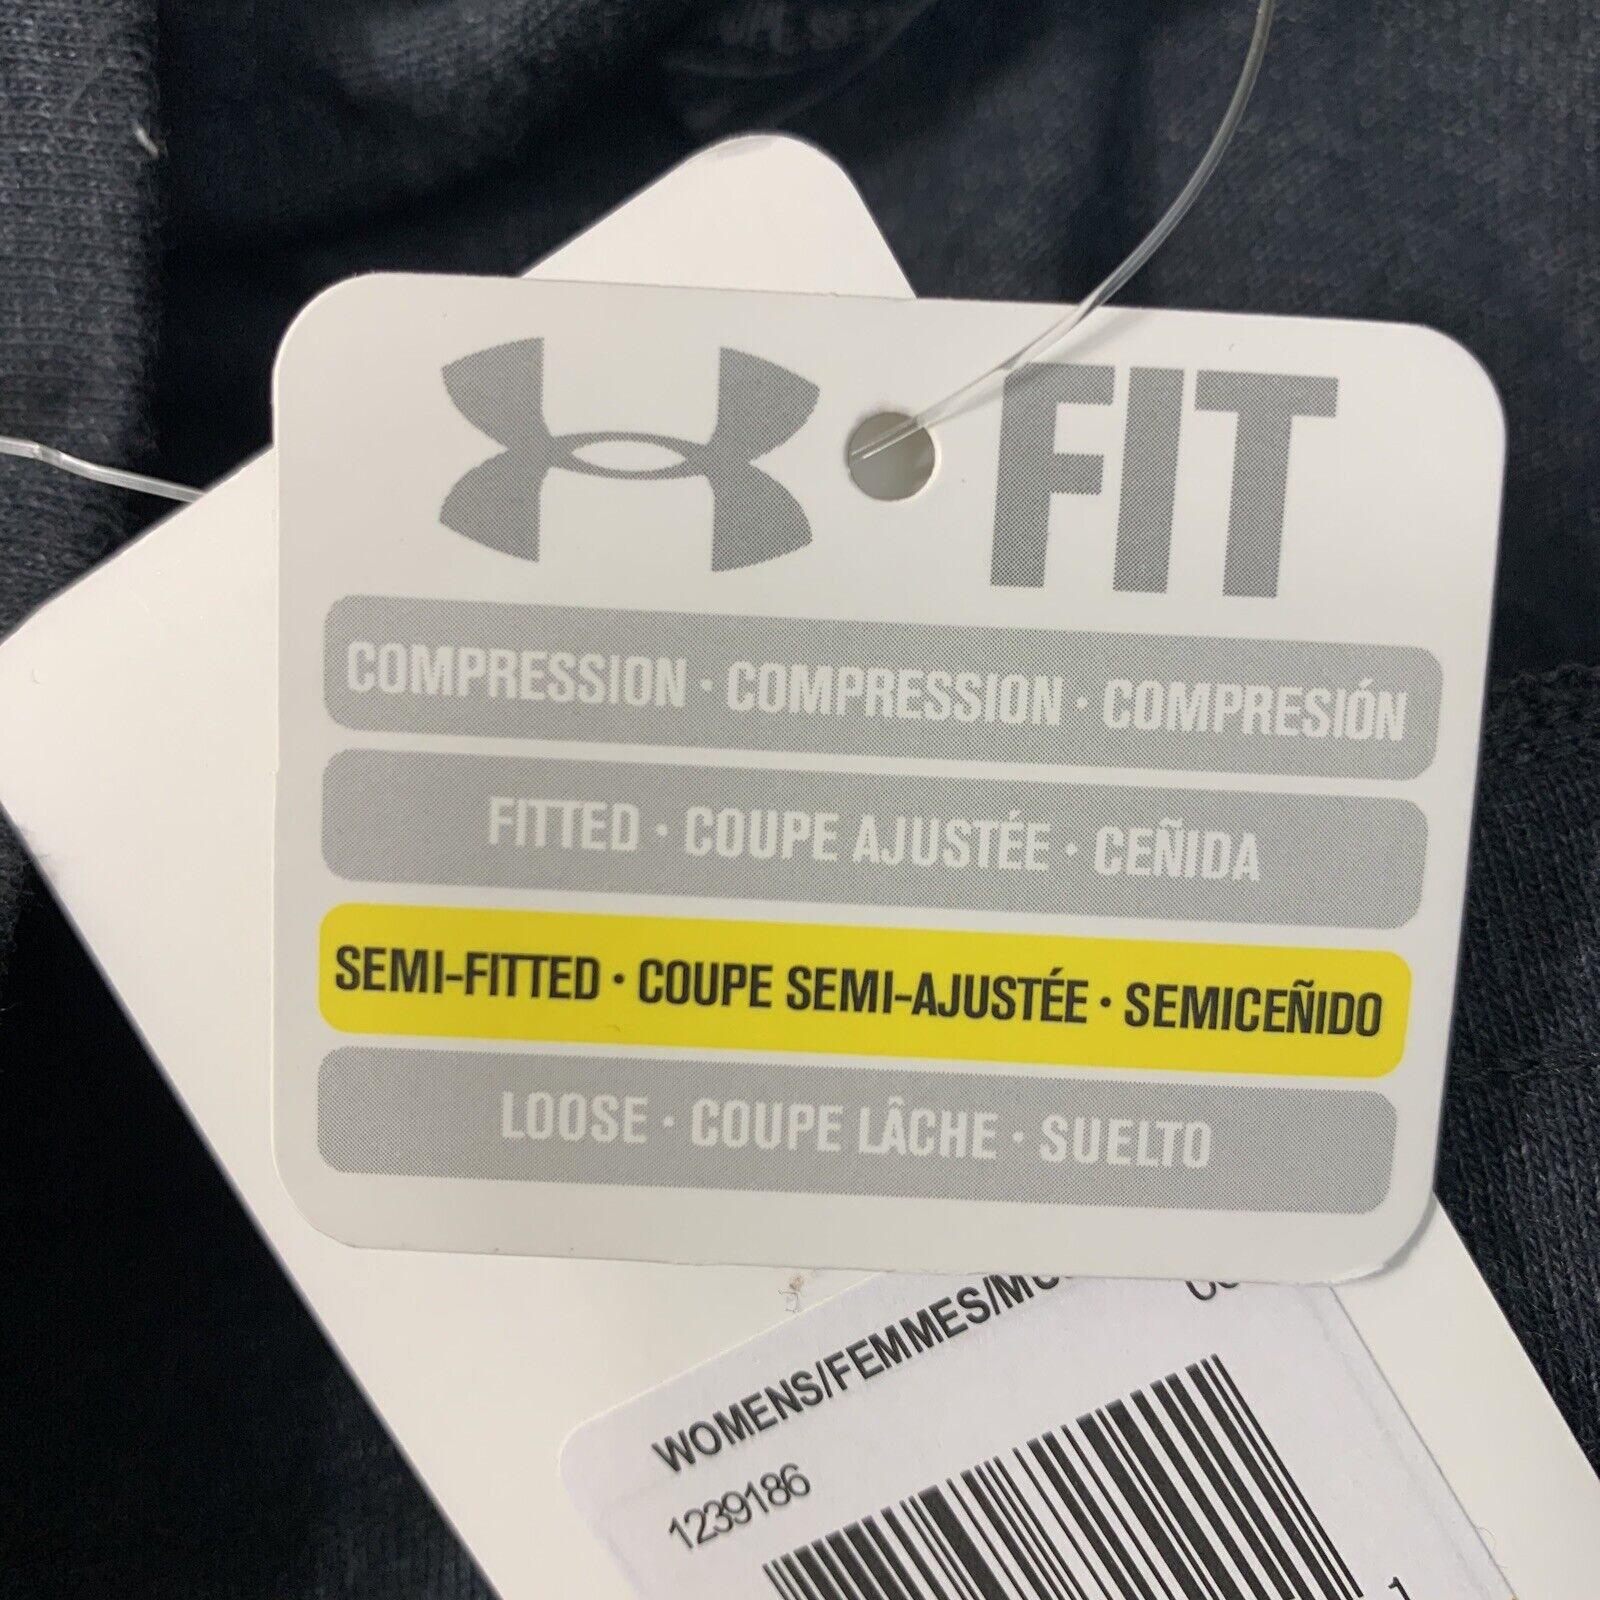 FIT
COMPRESSION · COMPRESSION · COMPRESIÓN
FITTED · COUPE AJUSTÉE · CEÑIDA
SEMI-FITTED · COUPE SEMI-AJUSTÉE · SEMICEÑIDO
LOOSE · COUPE LÂCHE · SUELTO
WOMENS/FEMMES/
1239186
1